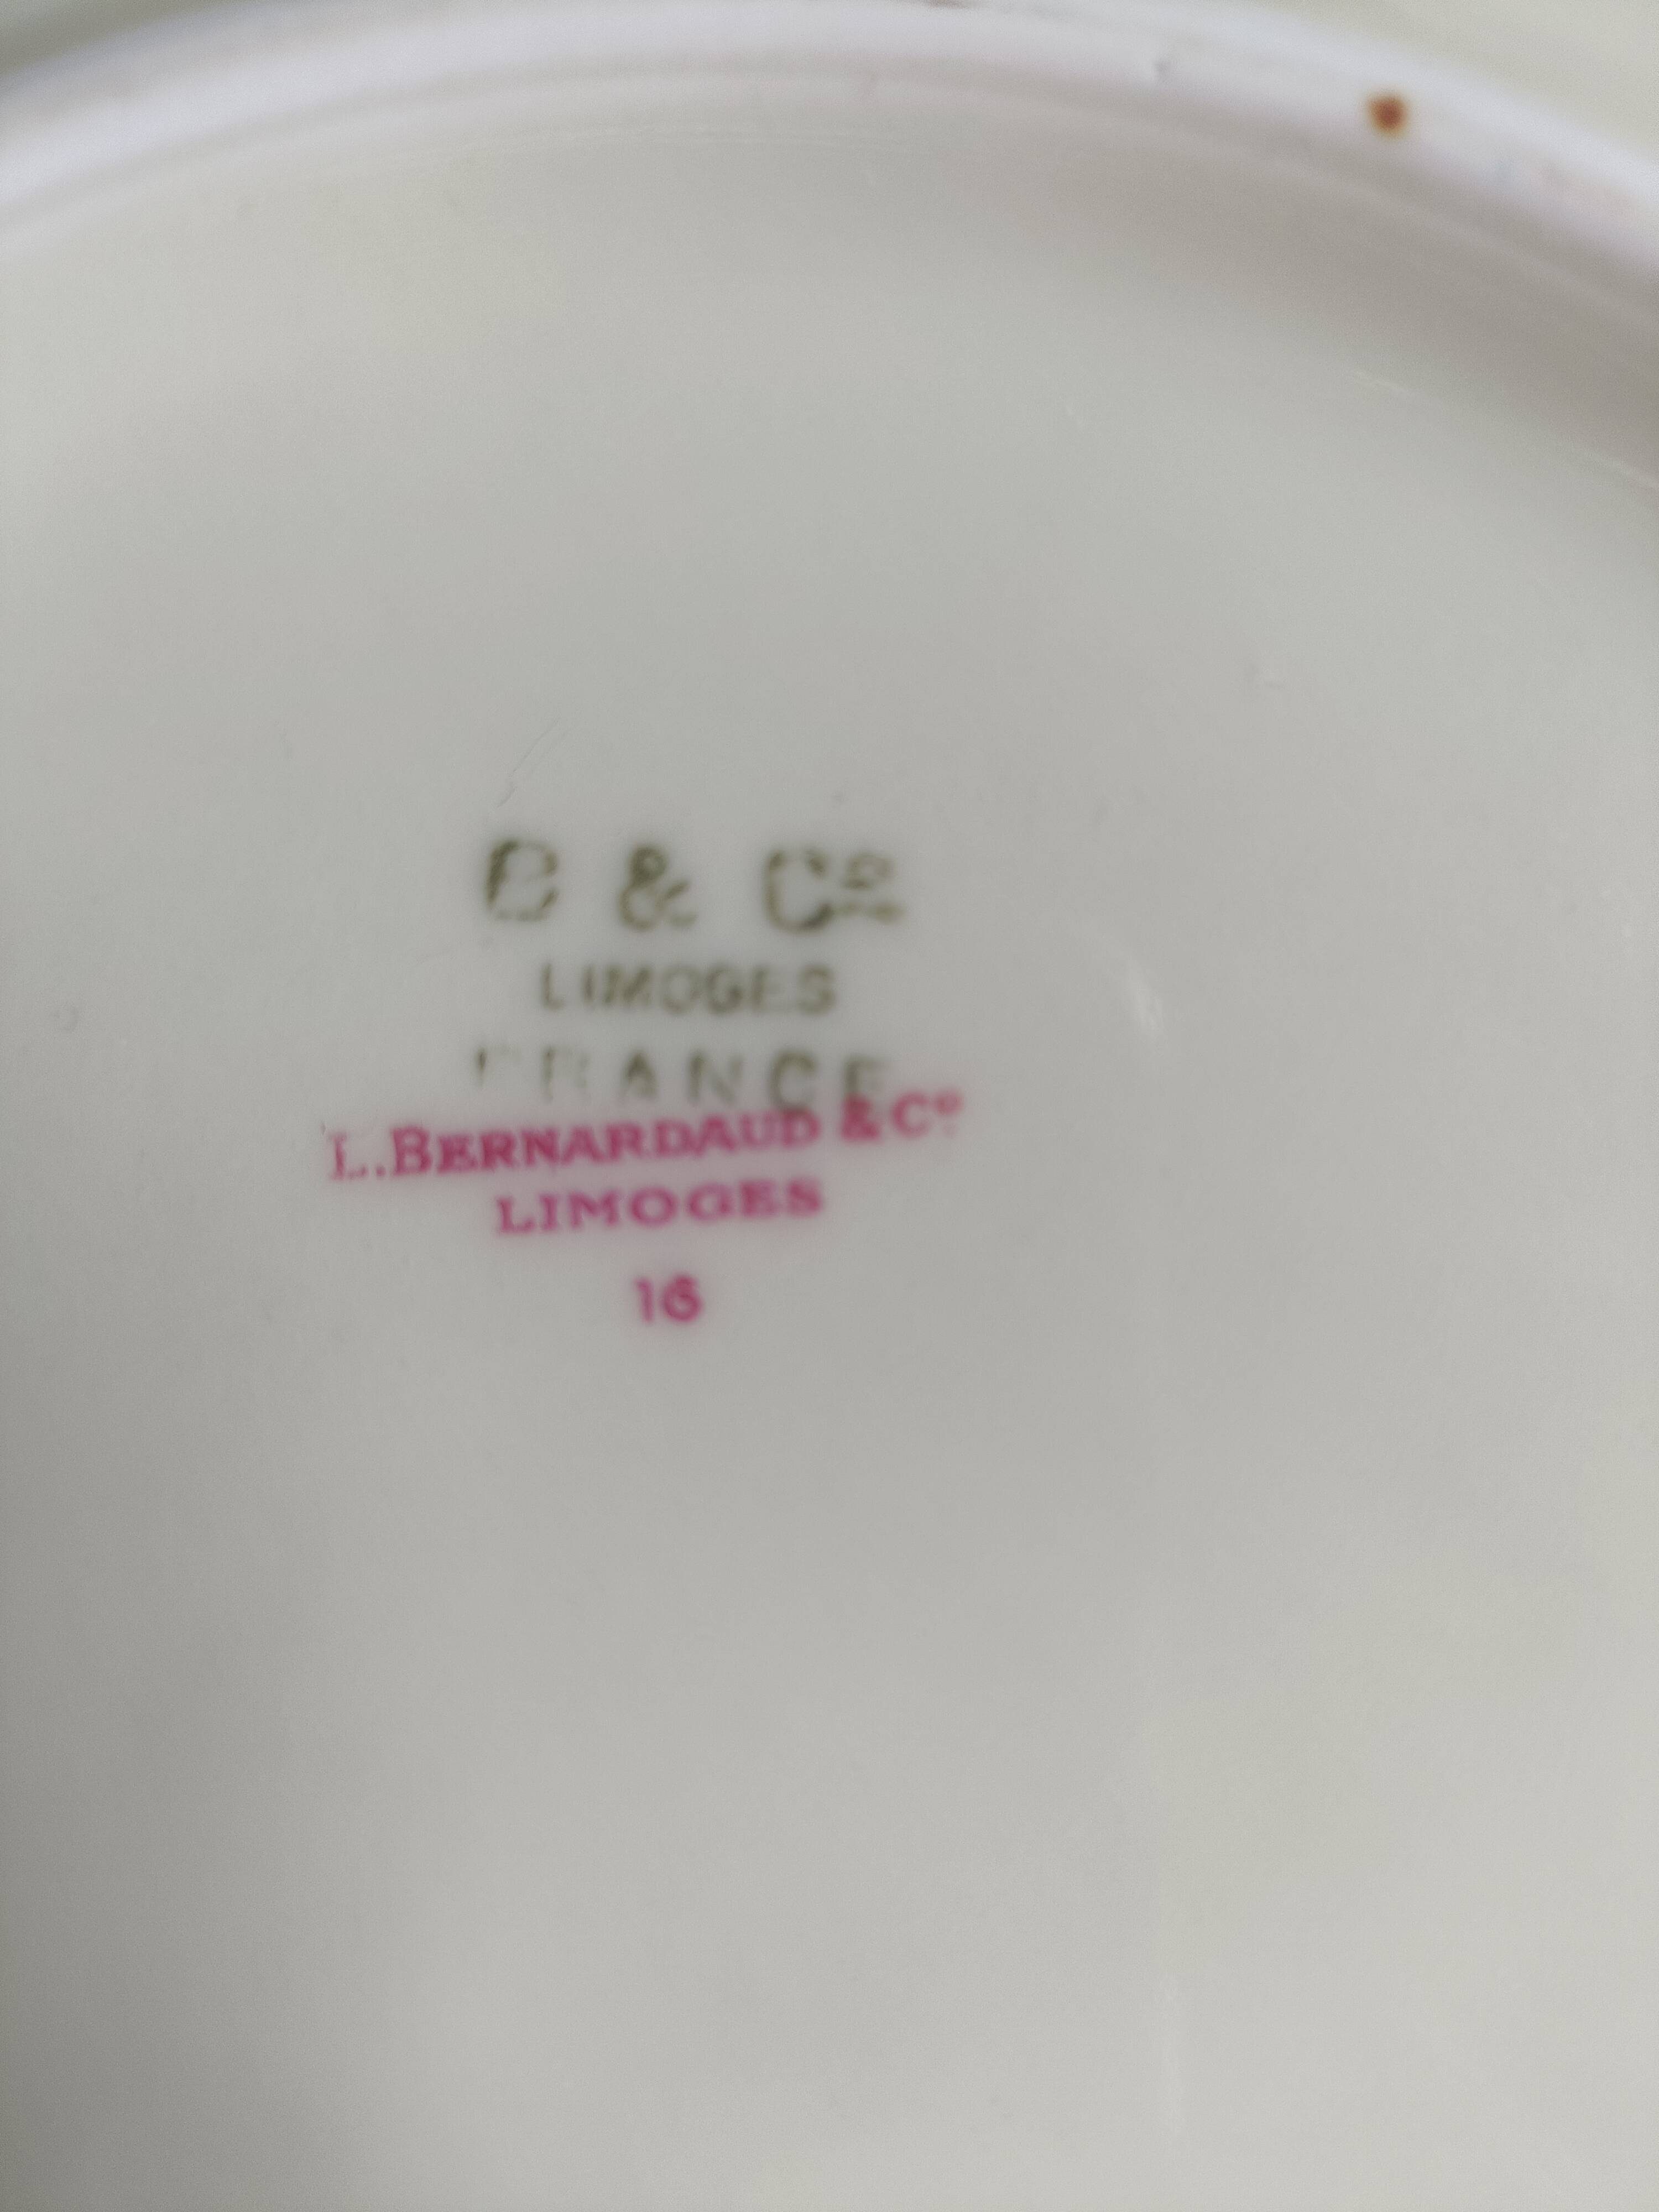 B & Cº
LIMOGES
FRANCE
L. BERNARDAUD & Cº
LIMOGES
16